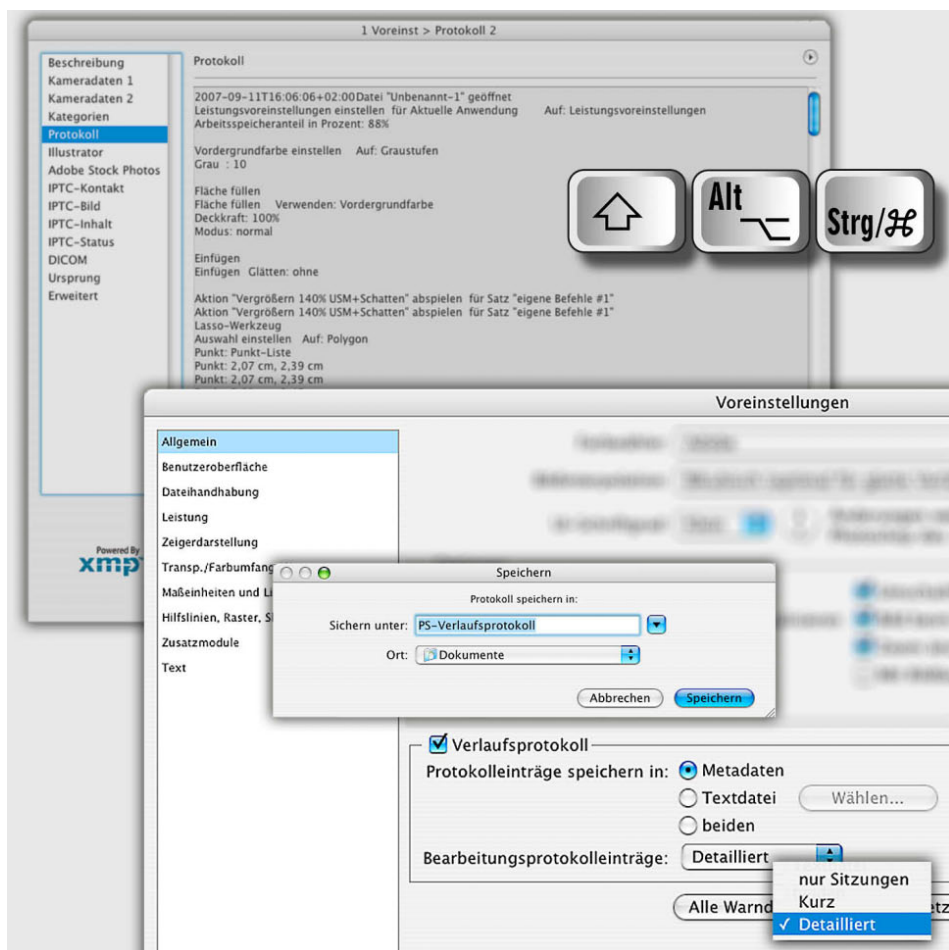 1 Voreinst > Protokoll 2
Beschreibung
Kameradaten 1
Kameradaten 2
Kategorien
Protokoll
Illustrator
Adobe Stock Photos
IPTC-Kontakt
IPTC-Bild
IPTC-Inhalt
IPTC-Status
DICOM
Ursprung
Erweitert
Powered By
xmp
Protokoll
2007-09-11T16:06:06+02:00Datei "Unbenannt-1" geöffnet
Leistungsvoreinstellungen einstellen für Aktuelle Anwendung Auf: Leistungsvoreinstellungen
Arbeitsspeicheranteil in Prozent: 88%
Vordergrundfarbe einstellen Auf: Graustufen
Grau : 10
Fläche füllen
Fläche füllen Verwenden: Vordergrundfarbe
Deckkraft: 100%
Modus: normal
Einfügen
Einfügen Glätten: ohne
Aktion "Vergrößern 140% USM+Schatten" abspielen für Satz "eigene Befehle #1"
Aktion "Vergrößern 140% USM+Schatten" abspielen für Satz "eigene Befehle #1"
Lasso-Werkzeug
Auswahl einstellen Auf: Polygon
Punkt: Punkt-Liste
Punkt: 2,07 cm, 2,39 cm
Punkt: 2,07 cm, 2,39 cm
Alt
Strg/⌘
Voreinstellungen
Allgemein
Benutzeroberfläche
Dateihandhabung
Leistung
Zeigerdarstellung
Transp./Farbumfang
Maßeinheiten und Li
Hilfslinien, Raster, S
Zusatzmodule
Text
Speichern
Protokoll speichern in:
Sichern unter: PS-Verlaufsprotokoll
Ort: Dokumente
Abbrechen Speichern
Verlaufsprotokoll
Protokolleinträge speichern in: Metadaten
Textdatei Wählen...
beiden
Bearbeitungsprotokolleinträge: Detailliert
nur Sitzungen
Kurz
✓ Detailliert
Alle Warnd
etz